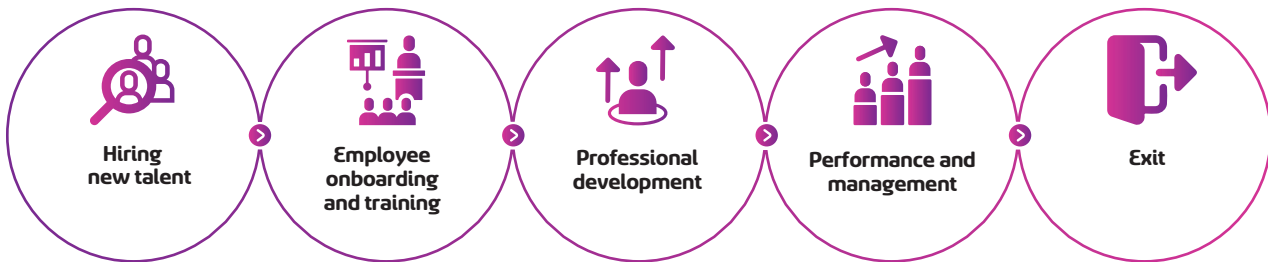 Hiring
new talent
Employee
onboarding
and training
Professional
development
Performance and
management
Exit